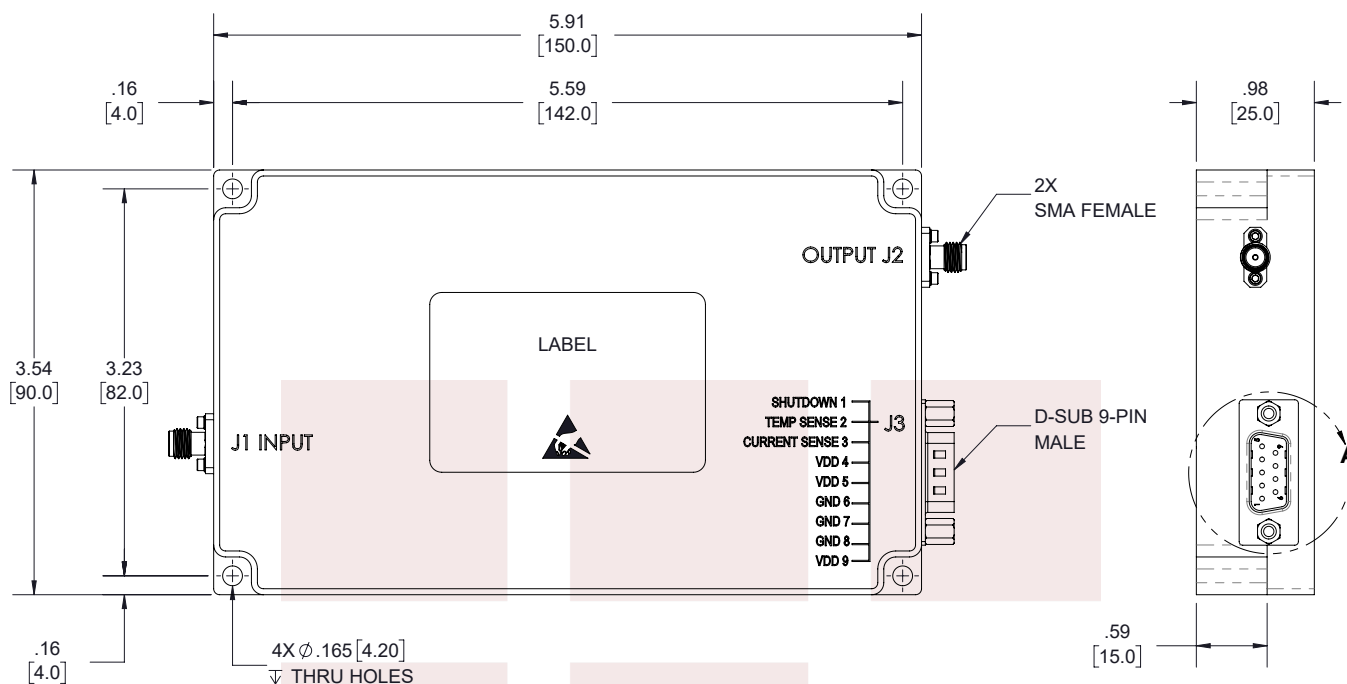 5.91
[150.0]
.16
[4.0]
5.59
[142.0]
.98
[25.0]
2X
SMA FEMALE
OUTPUT J2
LABEL
3.54
[90.0]
3.23
[82.0]
SHUTDOWN 1
TEMP SENSE 2
J3
CURRENT SENSE 3
VDD 4
VDD 5
GND 6
GND 7
GND 8
VDD 9
D-SUB 9-PIN
MALE
J1 INPUT
A
.16
[4.0]
4X ⌀ .165 [4.20]
↧ THRU HOLES
.59
[15.0]